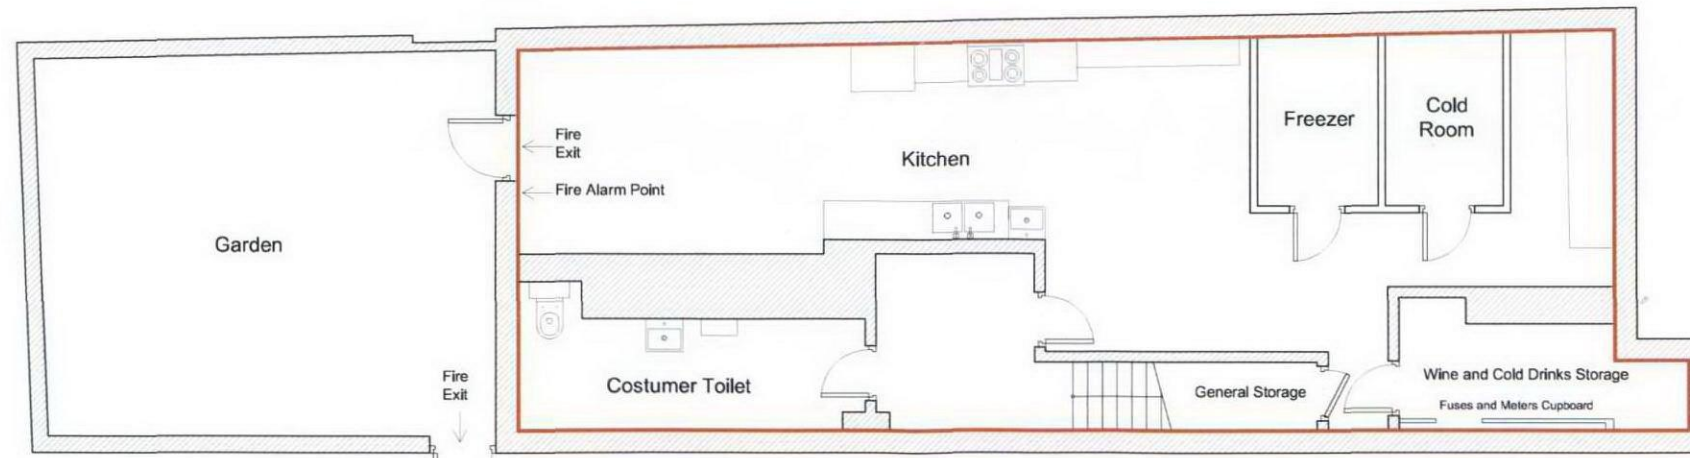 Fire
Exit
Fire Alarm Point
Kitchen
Freezer
Cold
Room
Garden
Fire
Exit
Costumer Toilet
General Storage
Wine and Cold Drinks Storage
Fuses and Meters Cupboard